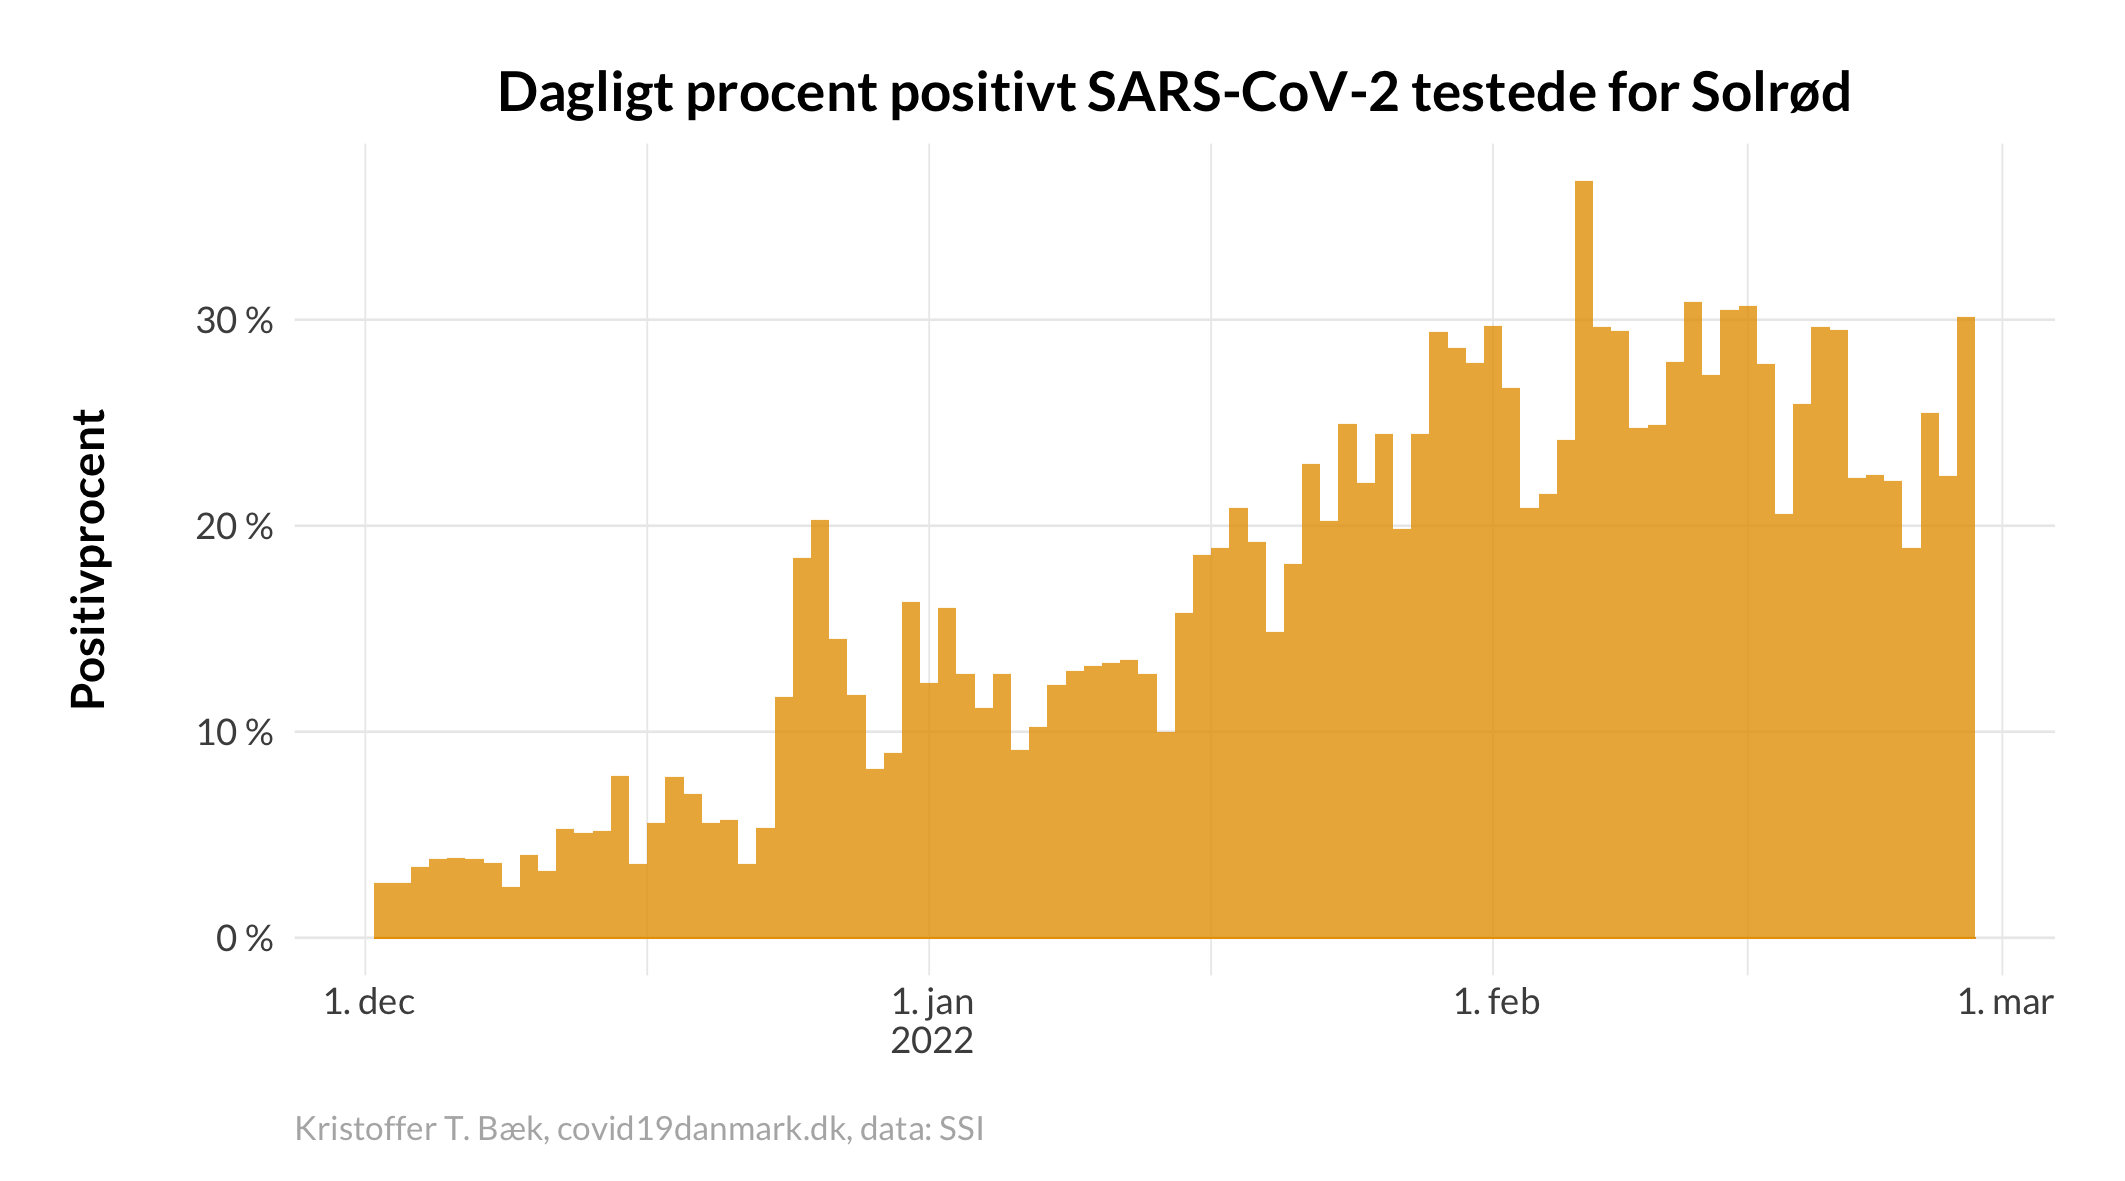 Dagligt procent positivt SARS-CoV-2 testede for Solrød
Positivprocent
30 %
20 %
10 %
0 %
1. dec
1. jan
2022
1. feb
1. mar
Kristoffer T. Bæk, covid19danmark.dk, data: SSI